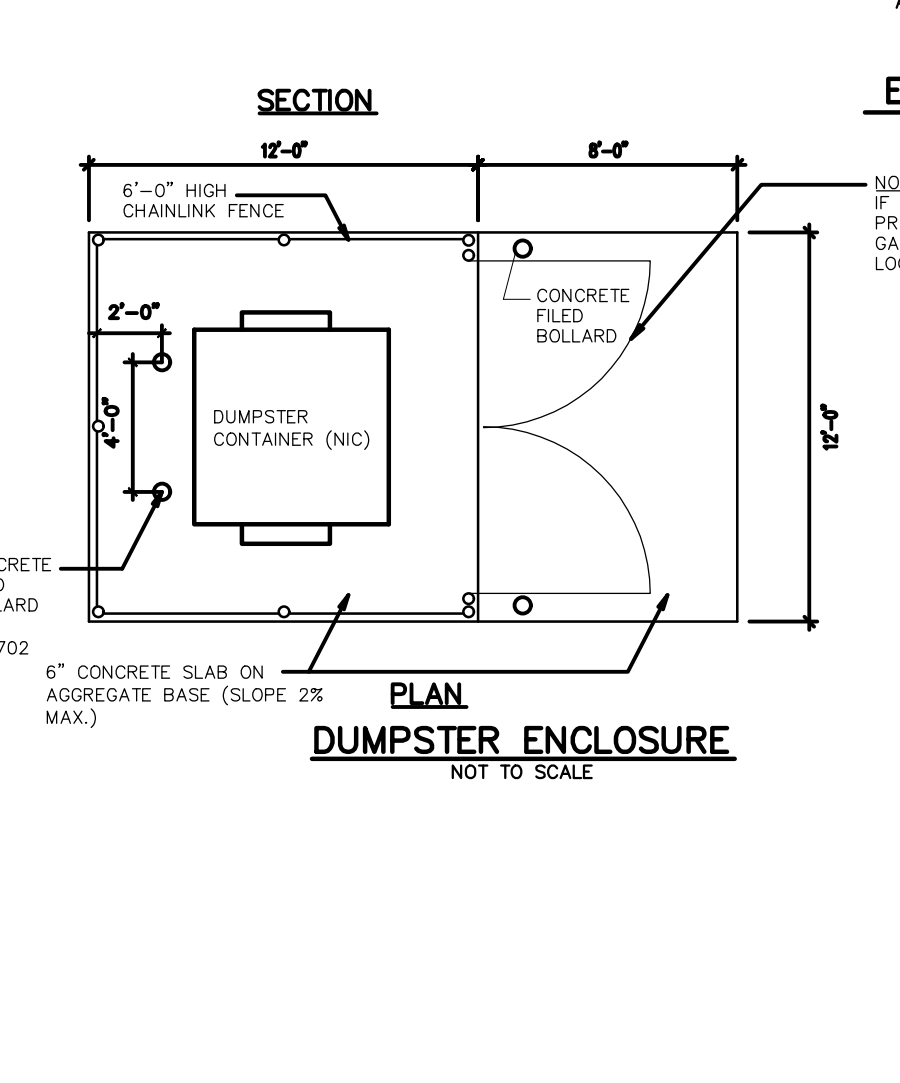 SECTION
12'-0"
8'-0"
6'-0" HIGH
CHAINLINK FENCE
NO
IF
PR
GA
LOC
CONCRETE
FILED
BOLLARD
2'-0"
4'-0"
DUMPSTER
CONTAINER (NIC)
12'-0"
CRETE
LARD
702
6" CONCRETE SLAB ON
AGGREGATE BASE (SLOPE 2%
MAX.)
PLAN
DUMPSTER ENCLOSURE
NOT TO SCALE